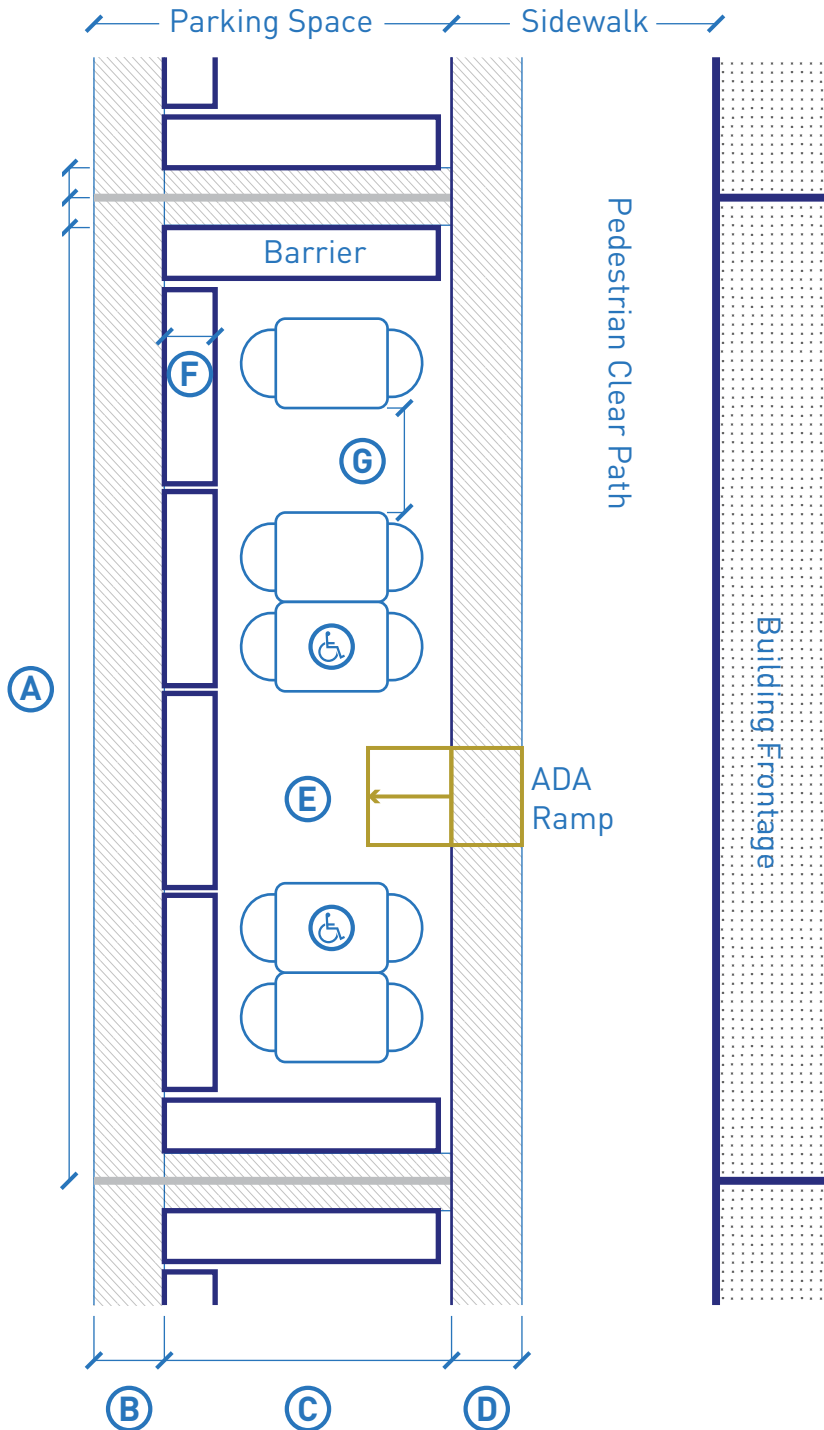 Parking Space
Sidewalk
Barrier
Pedestrian Clear Path
F
G
A
Building Frontage
E
ADA
Ramp
B
C
D